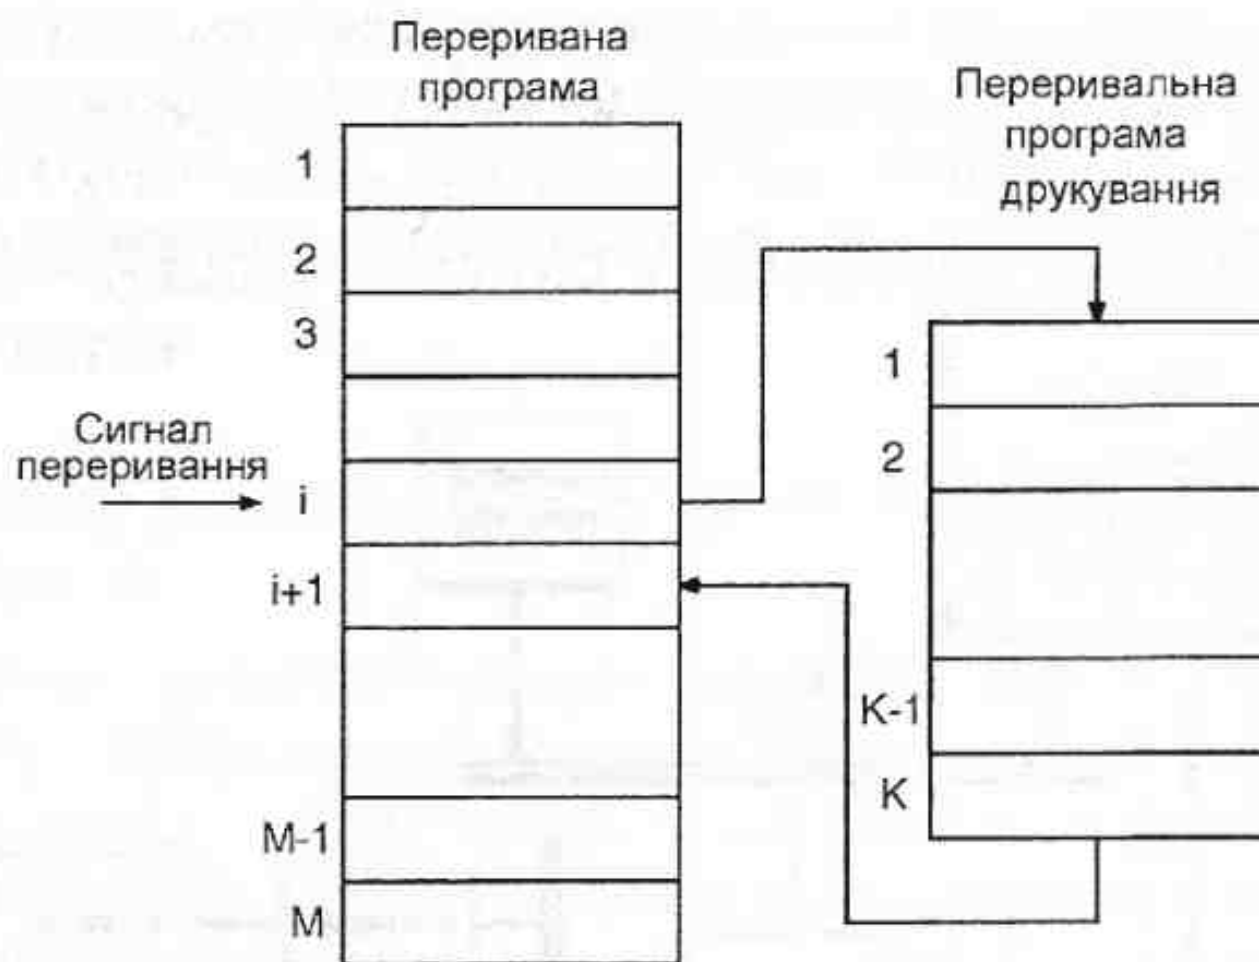 Переривана
програма
1
2
3
Сигнал
переривання
i
i+1
M-1
M
Переривальна
програма
друкування
1
2
K-1
K